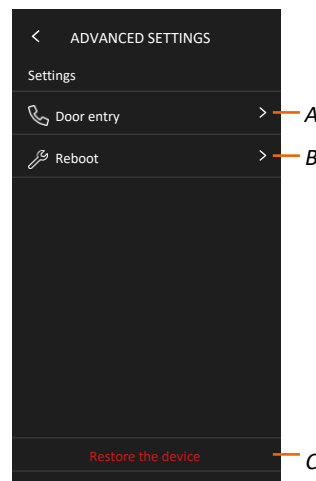 ADVANCED SETTINGS
Settings
Door entry A
Reboot B
Restore the device C